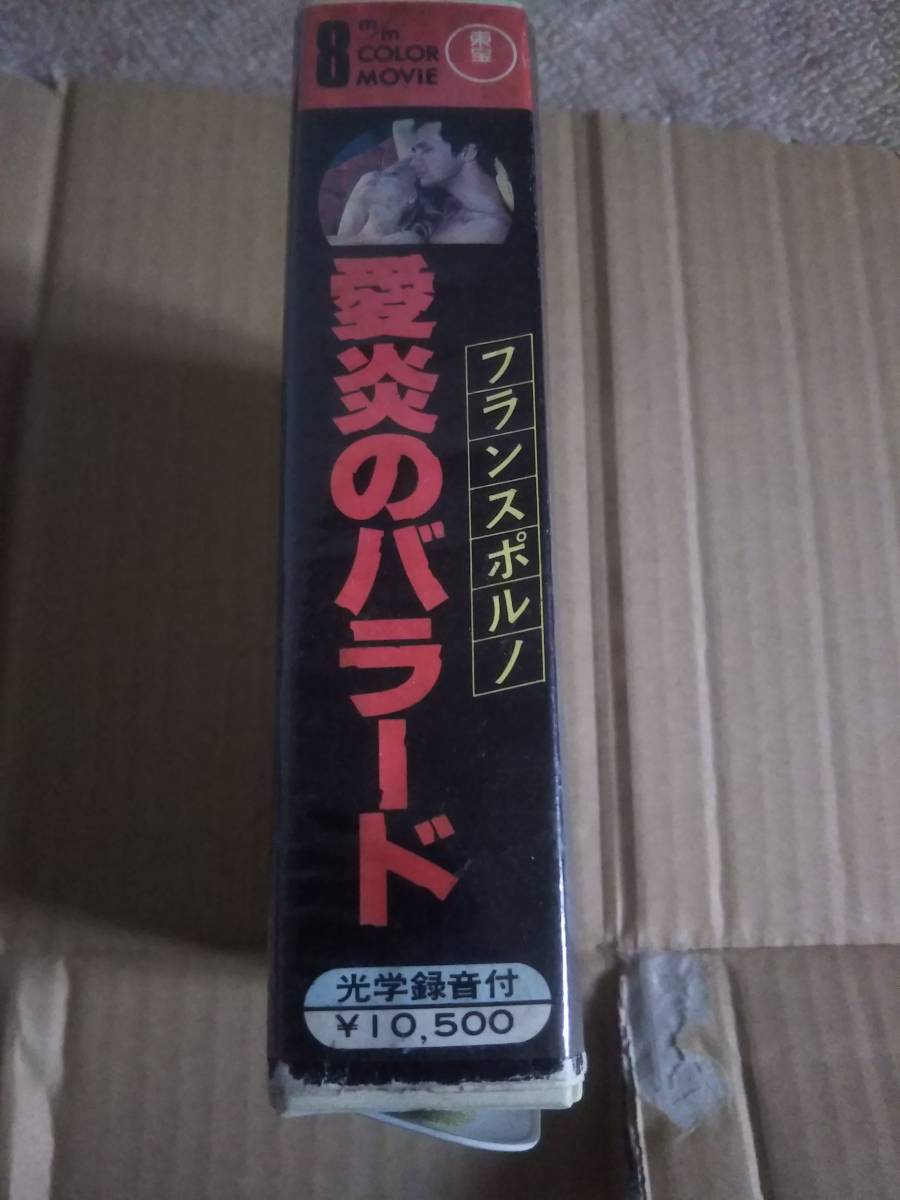 8 m/m COLOR MOVIE
東宝
フランスポルノ
愛炎のバラード
光学録音付
¥10,500